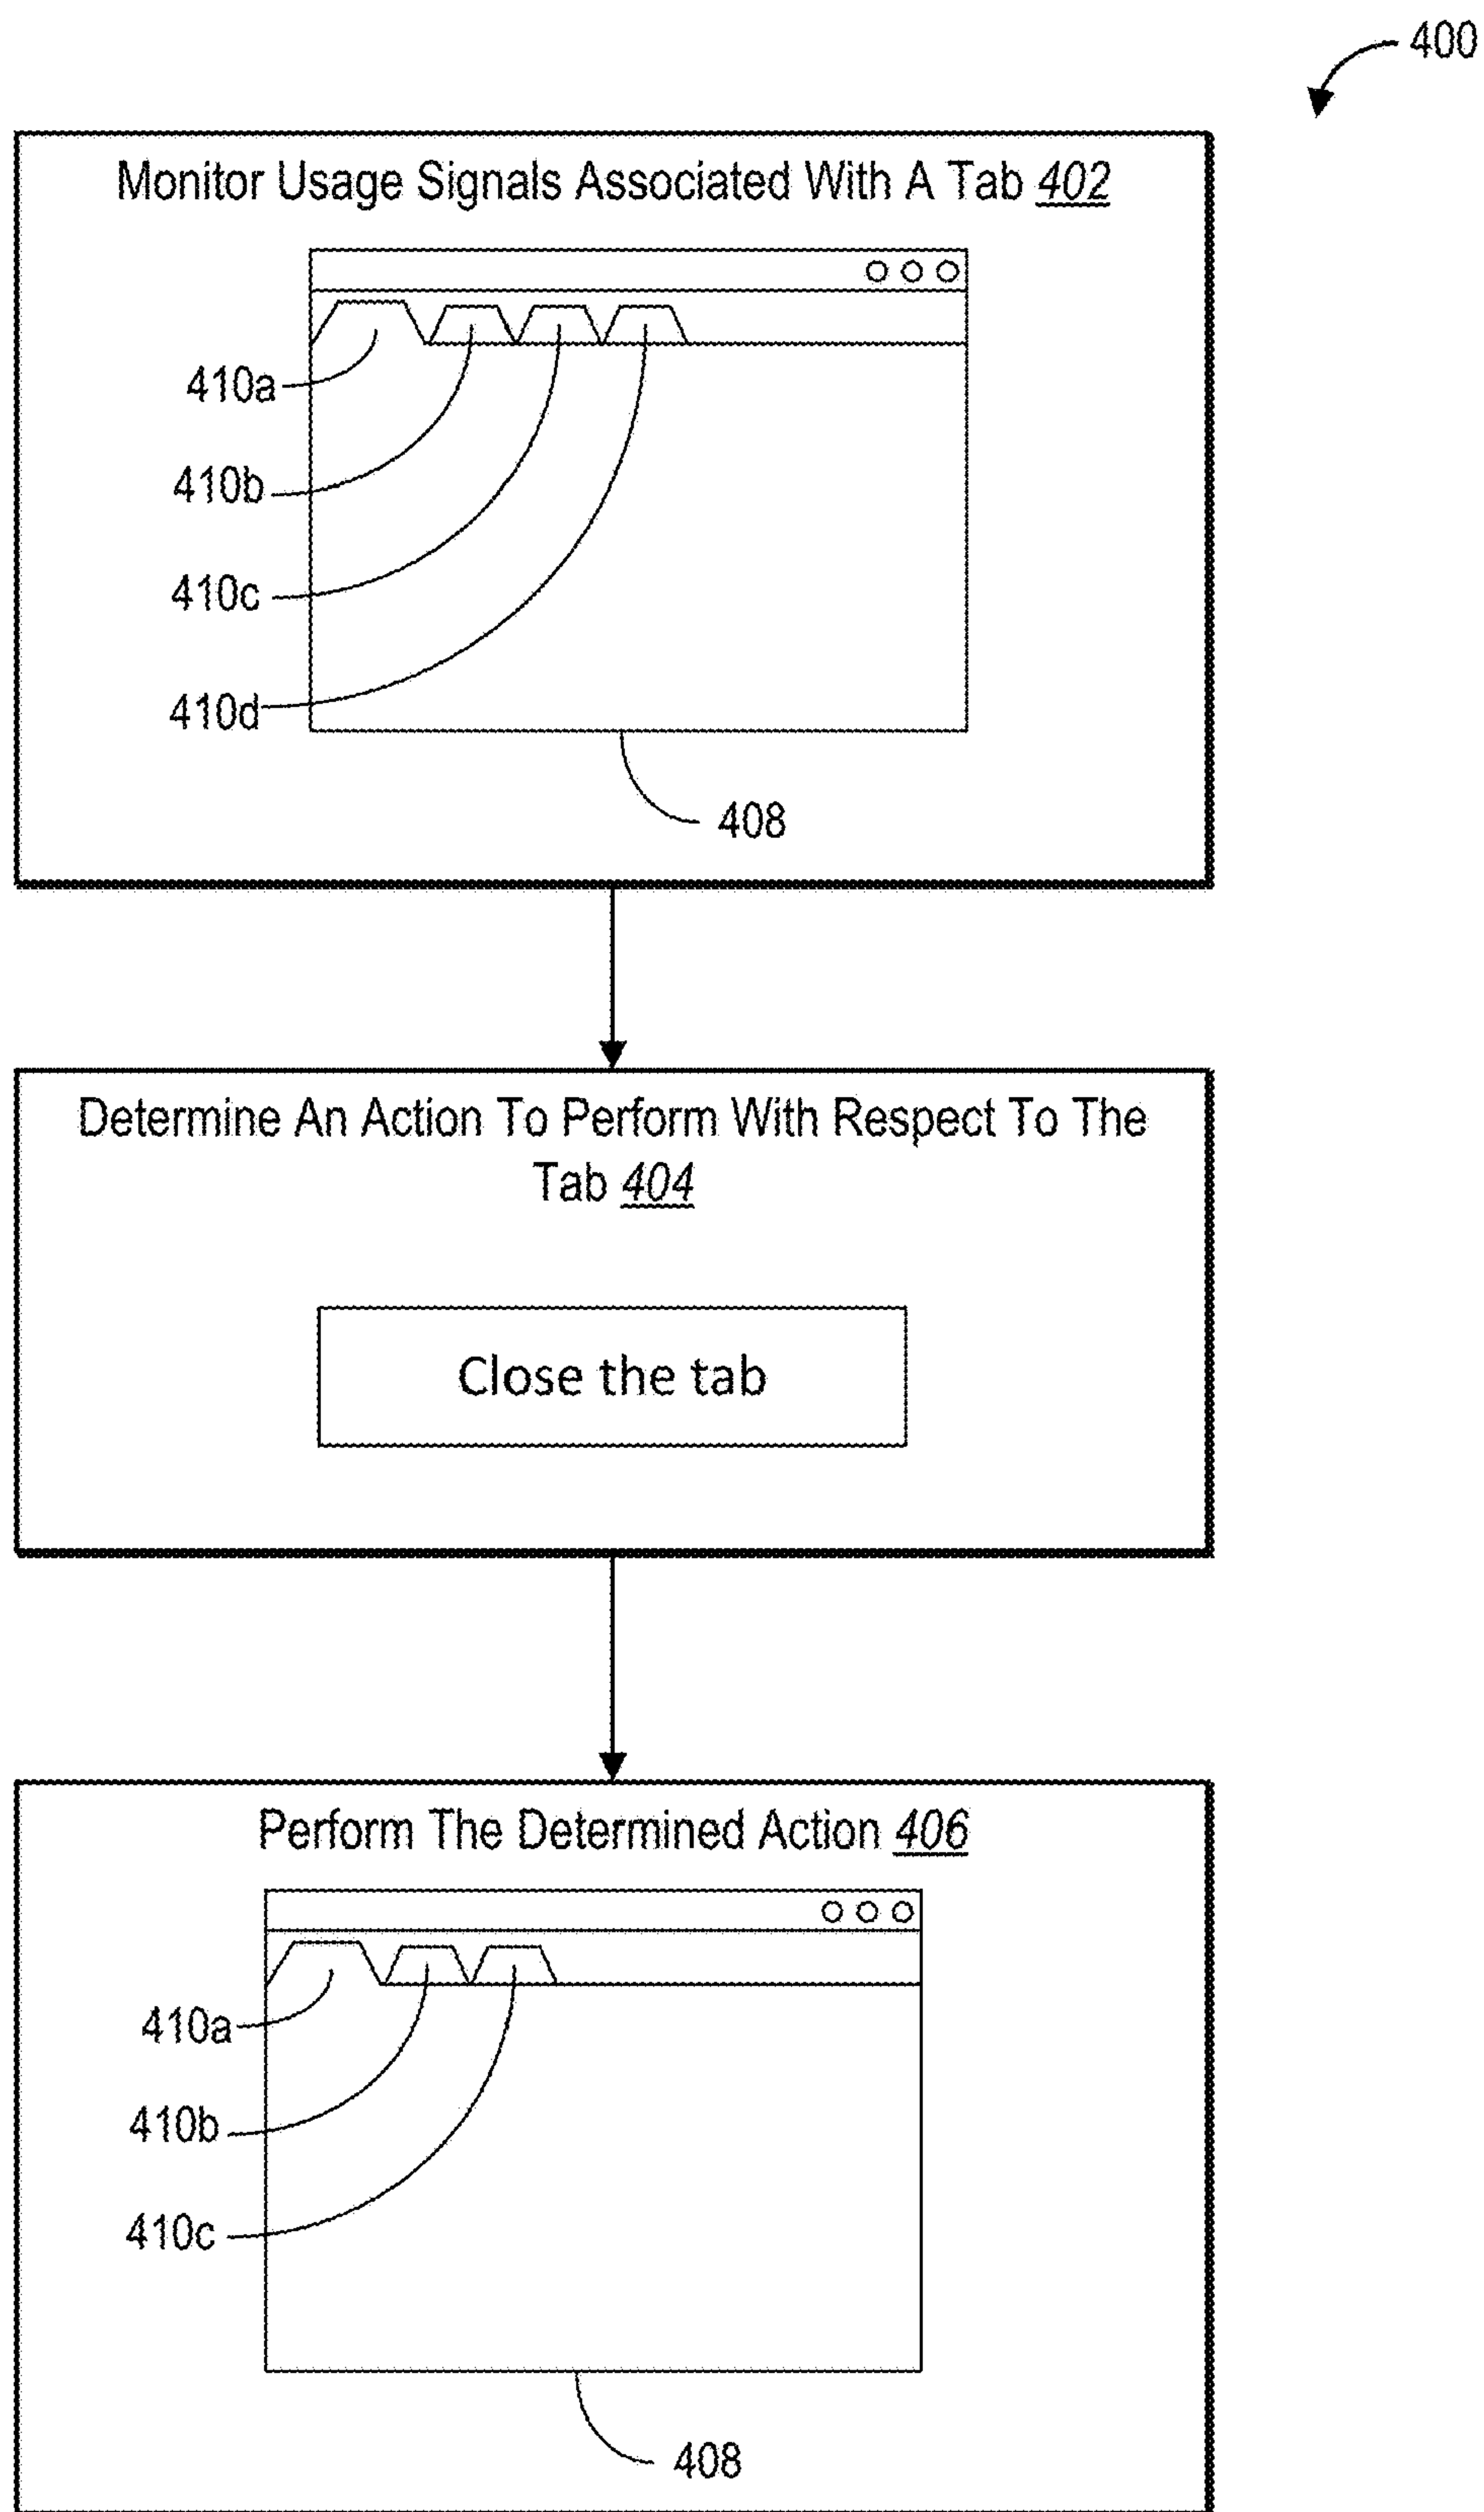 400
Monitor Usage Signals Associated With A Tab 402
410a
410b
410c
410d
408
Determine An Action To Perform With Respect To The
Tab 404
Close the tab
Perform The Determined Action 406
410a
410b
410c
408